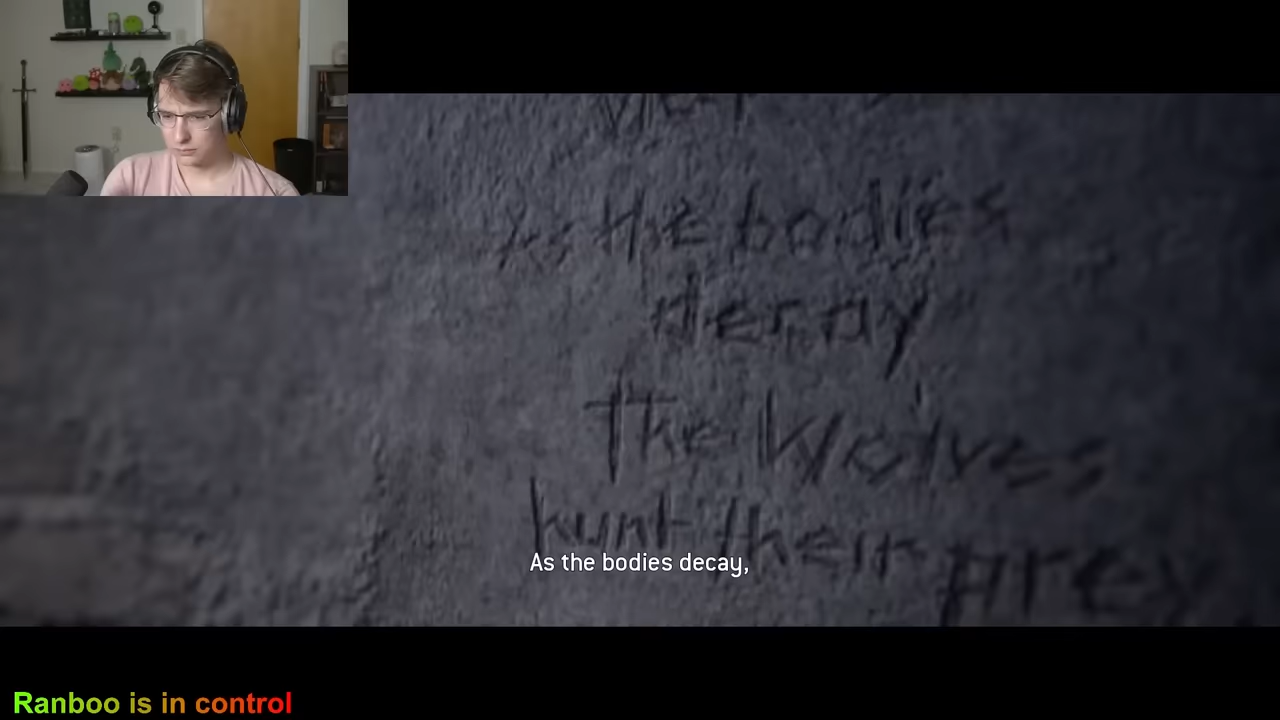 As the bodies
decay
The Wolves
hunt their prey
As the bodies decay,
Ranboo is in control